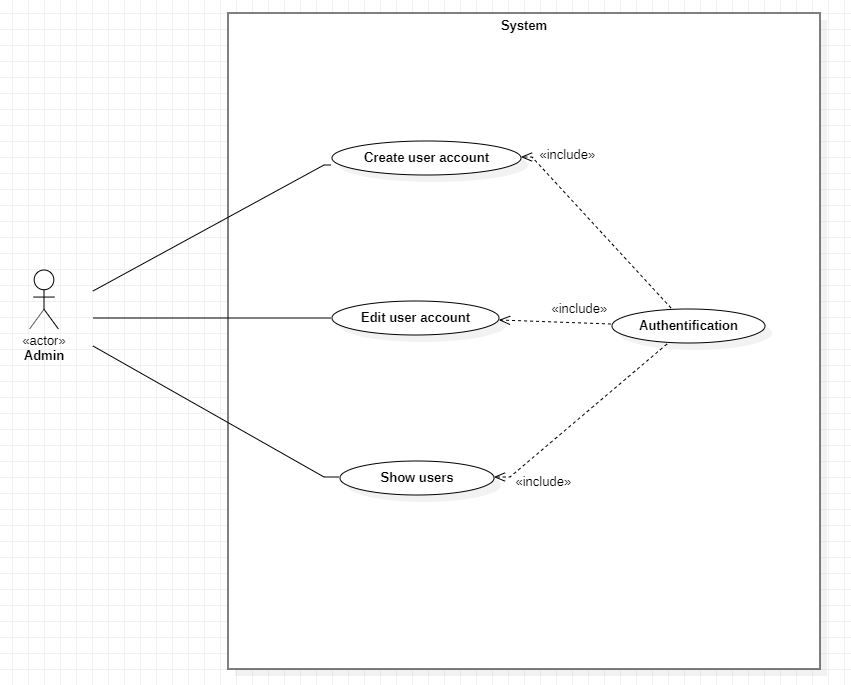 System
Create user account
«include»
«include»
Edit user account
Authentification
«actor»
Admin
Show users
«include»